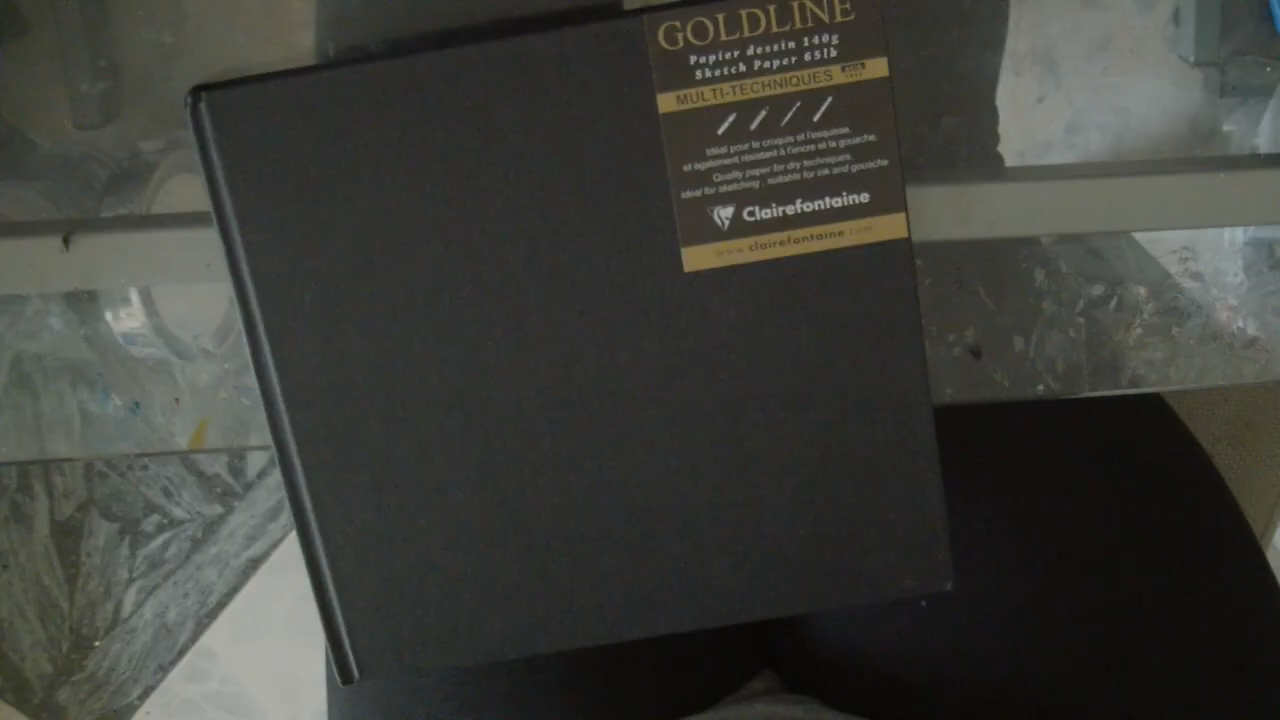 GOLDLINE
Papier dessin 140g
Sketch Paper 65lb
MULTI-TECHNIQUES
Idéal pour le croquis et l'esquisse,
et également résistant à l'encre et la gouache.
Quality paper for dry techniques,
ideal for sketching, suitable for ink and gouache
Clairefontaine
www.clairefontaine.com